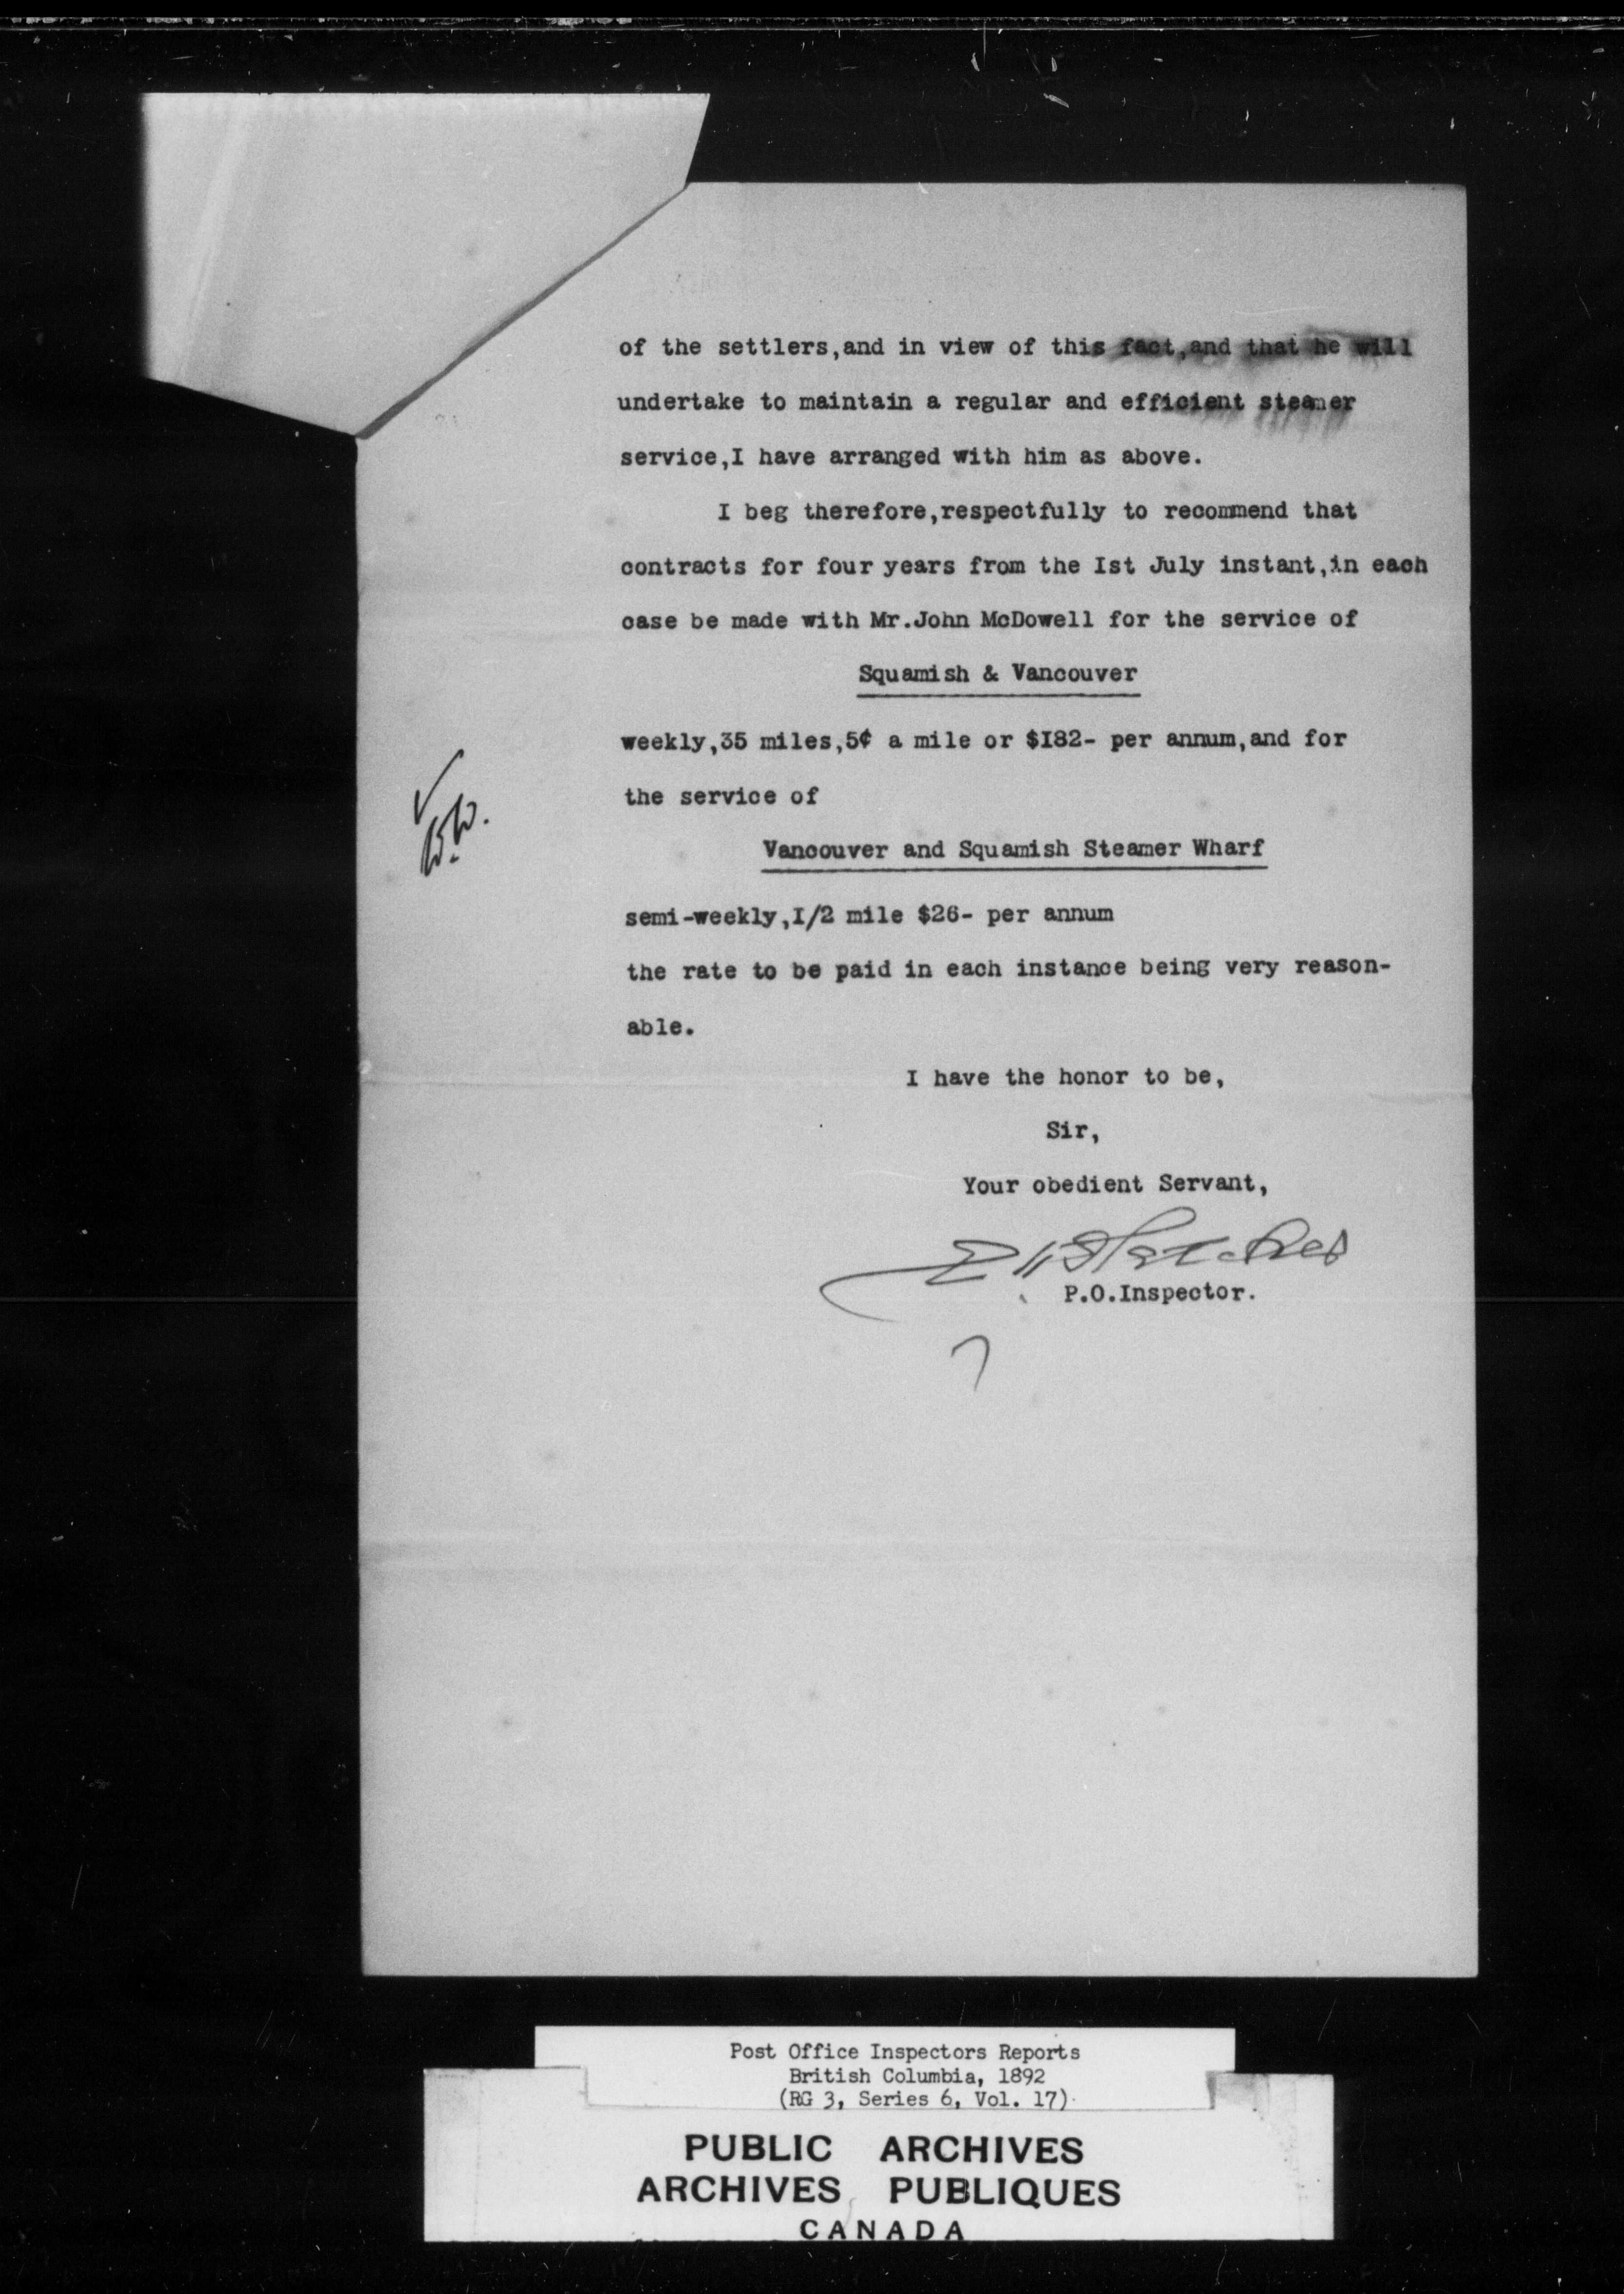 of the settlers,and in view of this fact,and that he will
undertake to maintain a regular and efficient steamer
service,I have arranged with him as above.
I beg therefore,respectfully to recommend that
contracts for four years from the Ist July instant,in each
case be made with Mr.John McDowell for the service of
Squamish & Vancouver
weekly,35 miles,5¢ a mile or $I82- per annum,and for
the service of
Vancouver and Squamish Steamer Wharf
semi-weekly,I/2 mile $26- per annum
the rate to be paid in each instance being very reason-
able.
I have the honor to be,
Sir,
Your obedient Servant,
P.O.Inspector.
Post Office Inspectors Reports
British Columbia, 1892
(RG 3, Series 6, Vol. 17)
PUBLIC ARCHIVES
ARCHIVES PUBLIQUES
CANADA